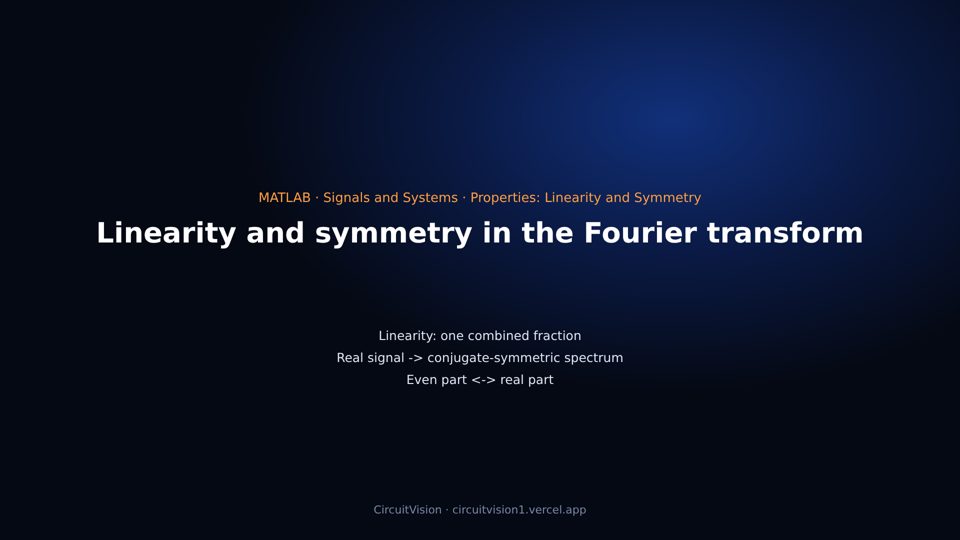 MATLAB · Signals and Systems · Properties: Linearity and Symmetry
Linearity and symmetry in the Fourier transform
Linearity: one combined fraction
Real signal -> conjugate-symmetric spectrum
Even part <-> real part
CircuitVision · circuitvision1.vercel.app